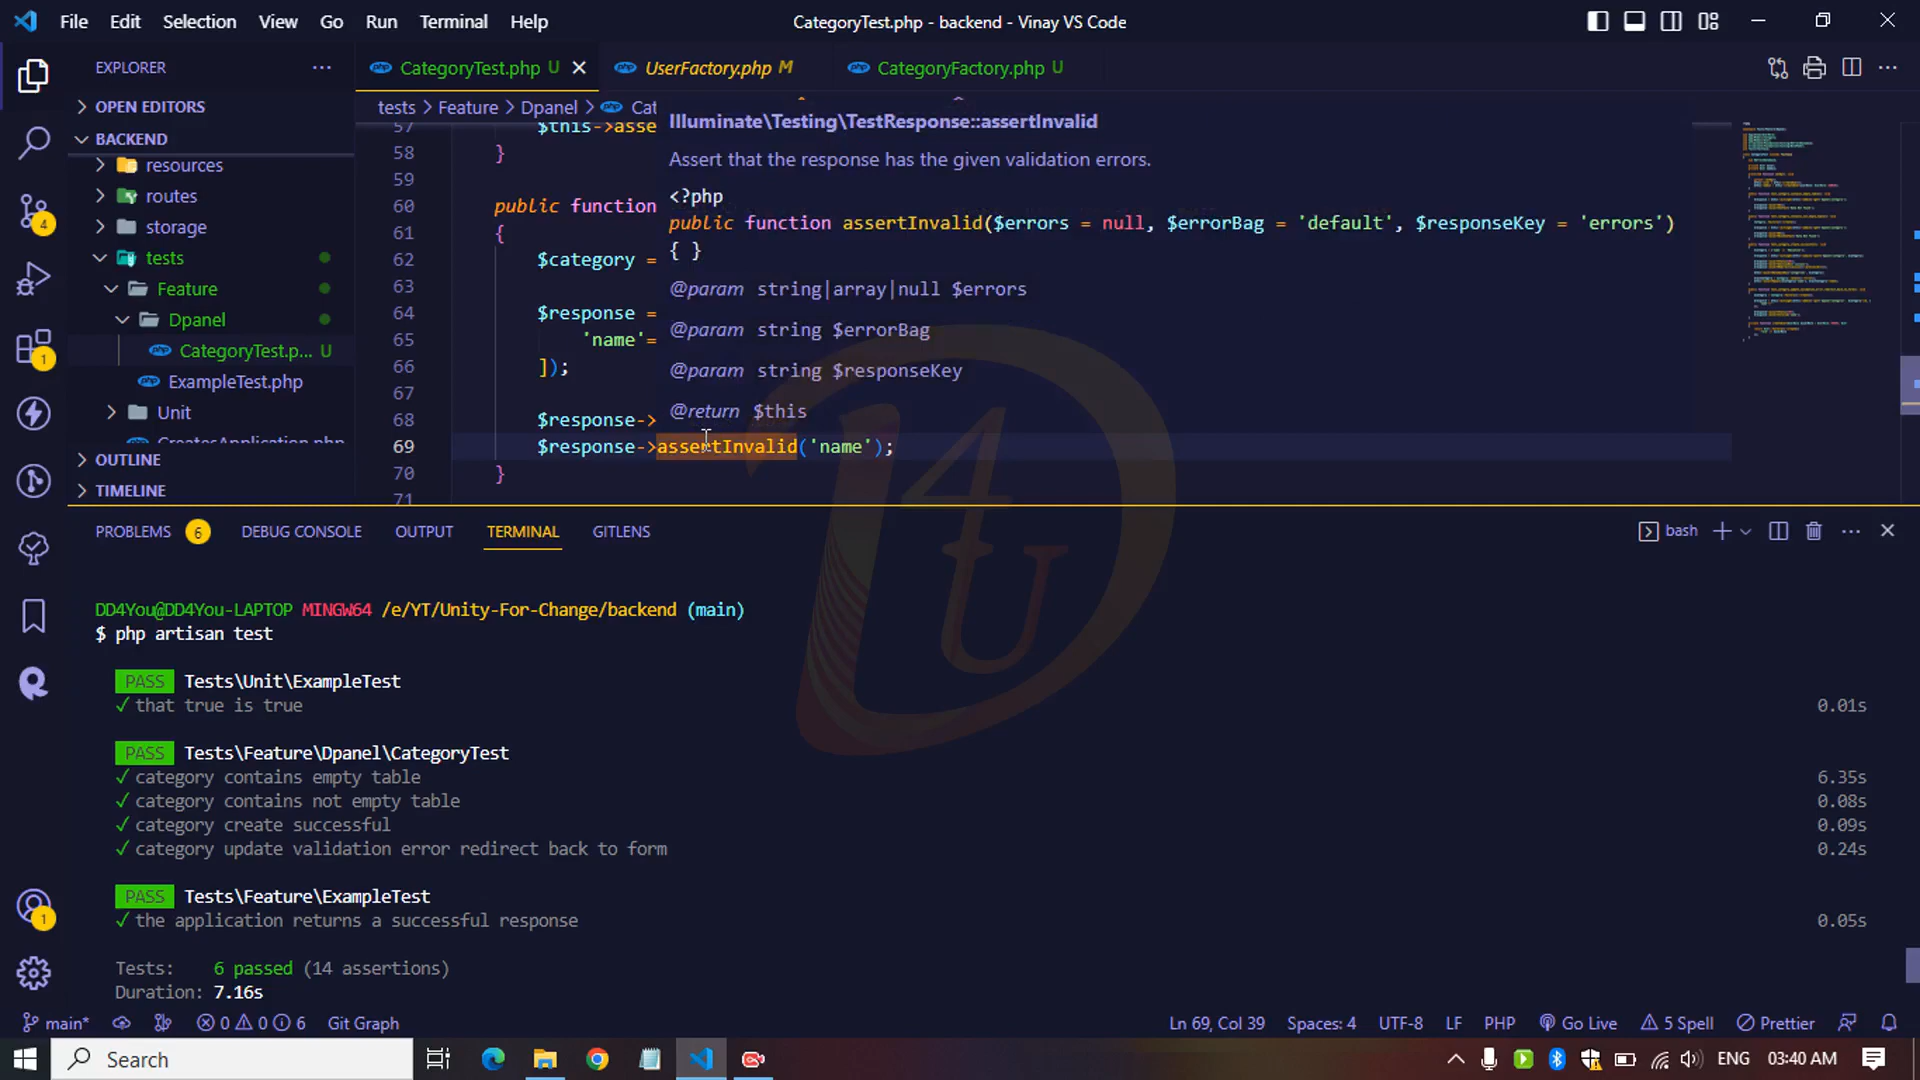 File Edit Selection View Go Run Terminal Help
CategoryTest.php - backend - Vinay VS Code
EXPLORER
OPEN EDITORS
BACKEND
resources
routes
storage
tests
Feature
Dpanel
CategoryTest.p... U
ExampleTest.php
Unit
CreatesApplication.php
OUTLINE
TIMELINE
4
1
1
CategoryTest.php U
UserFactory.php M
CategoryFactory.php U
tests > Feature > Dpanel > Cat
57 $this->asse
58 }
59
60 public function
61 {
62 $category =
63
64 $response =
65 'name'=
66 ]);
67
68 $response->
69 $response->assertInvalid('name');
70 }
71
Illuminate\Testing\TestResponse::assertInvalid
Assert that the response has the given validation errors.
<?php
public function assertInvalid($errors = null, $errorBag = 'default', $responseKey = 'errors')
{ }
@param string|array|null $errors
@param string $errorBag
@param string $responseKey
@return $this
PROBLEMS 6 DEBUG CONSOLE OUTPUT TERMINAL GITLENS
bash
DD4You@DD4You-LAPTOP MINGW64 /e/YT/Unity-For-Change/backend (main)
$ php artisan test
PASS Tests\Unit\ExampleTest
✓ that true is true 0.01s
PASS Tests\Feature\Dpanel\CategoryTest
✓ category contains empty table 6.35s
✓ category contains not empty table 0.08s
✓ category create successful 0.09s
✓ category update validation error redirect back to form 0.24s
PASS Tests\Feature\ExampleTest
✓ the application returns a successful response 0.05s
Tests: 6 passed (14 assertions)
Duration: 7.16s
4
U
main* 0 0 6 Git Graph
Ln 69, Col 39 Spaces: 4 UTF-8 LF PHP Go Live 5 Spell Prettier
Search
ENG 03:40 AM